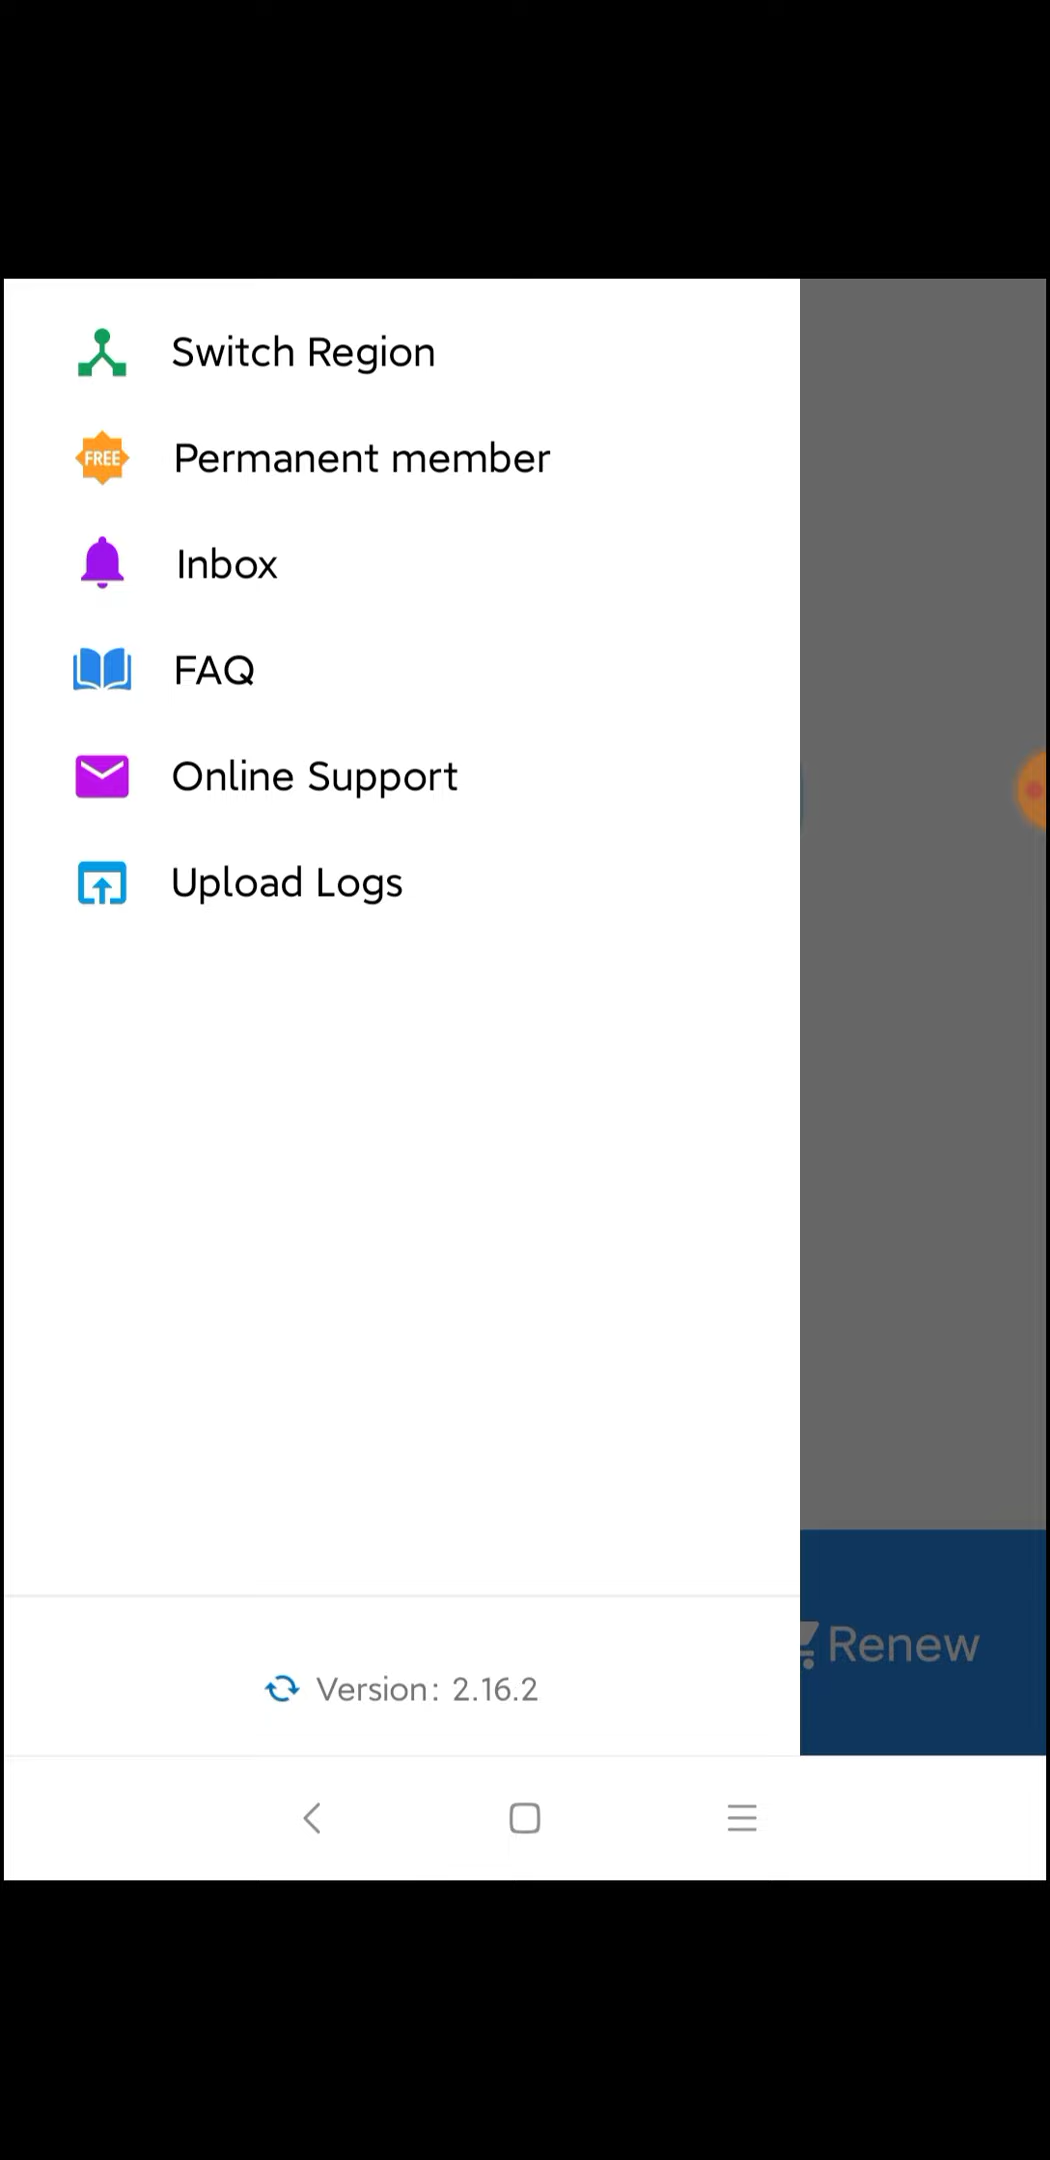 Switch Region
FREE
Permanent member
Inbox
FAQ
Online Support
Upload Logs
Renew
Version: 2.16.2